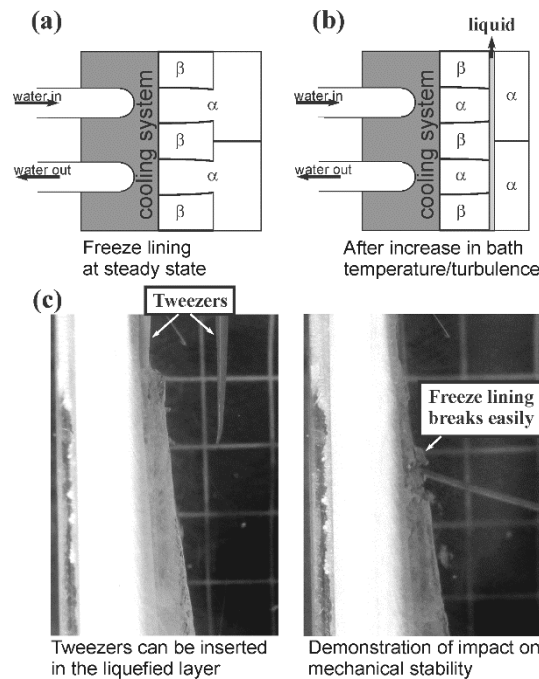 (a)
water in
water out
cooling system
β
β
β
α
α
Freeze lining
at steady state
(b)
liquid
water in
water out
cooling system
β
α
β
α
β
α
α
After increase in bath
temperature/turbulence
(c)
Tweezers
Freeze lining
breaks easily
Tweezers can be inserted
in the liquefied layer
Demonstration of impact on
mechanical stability